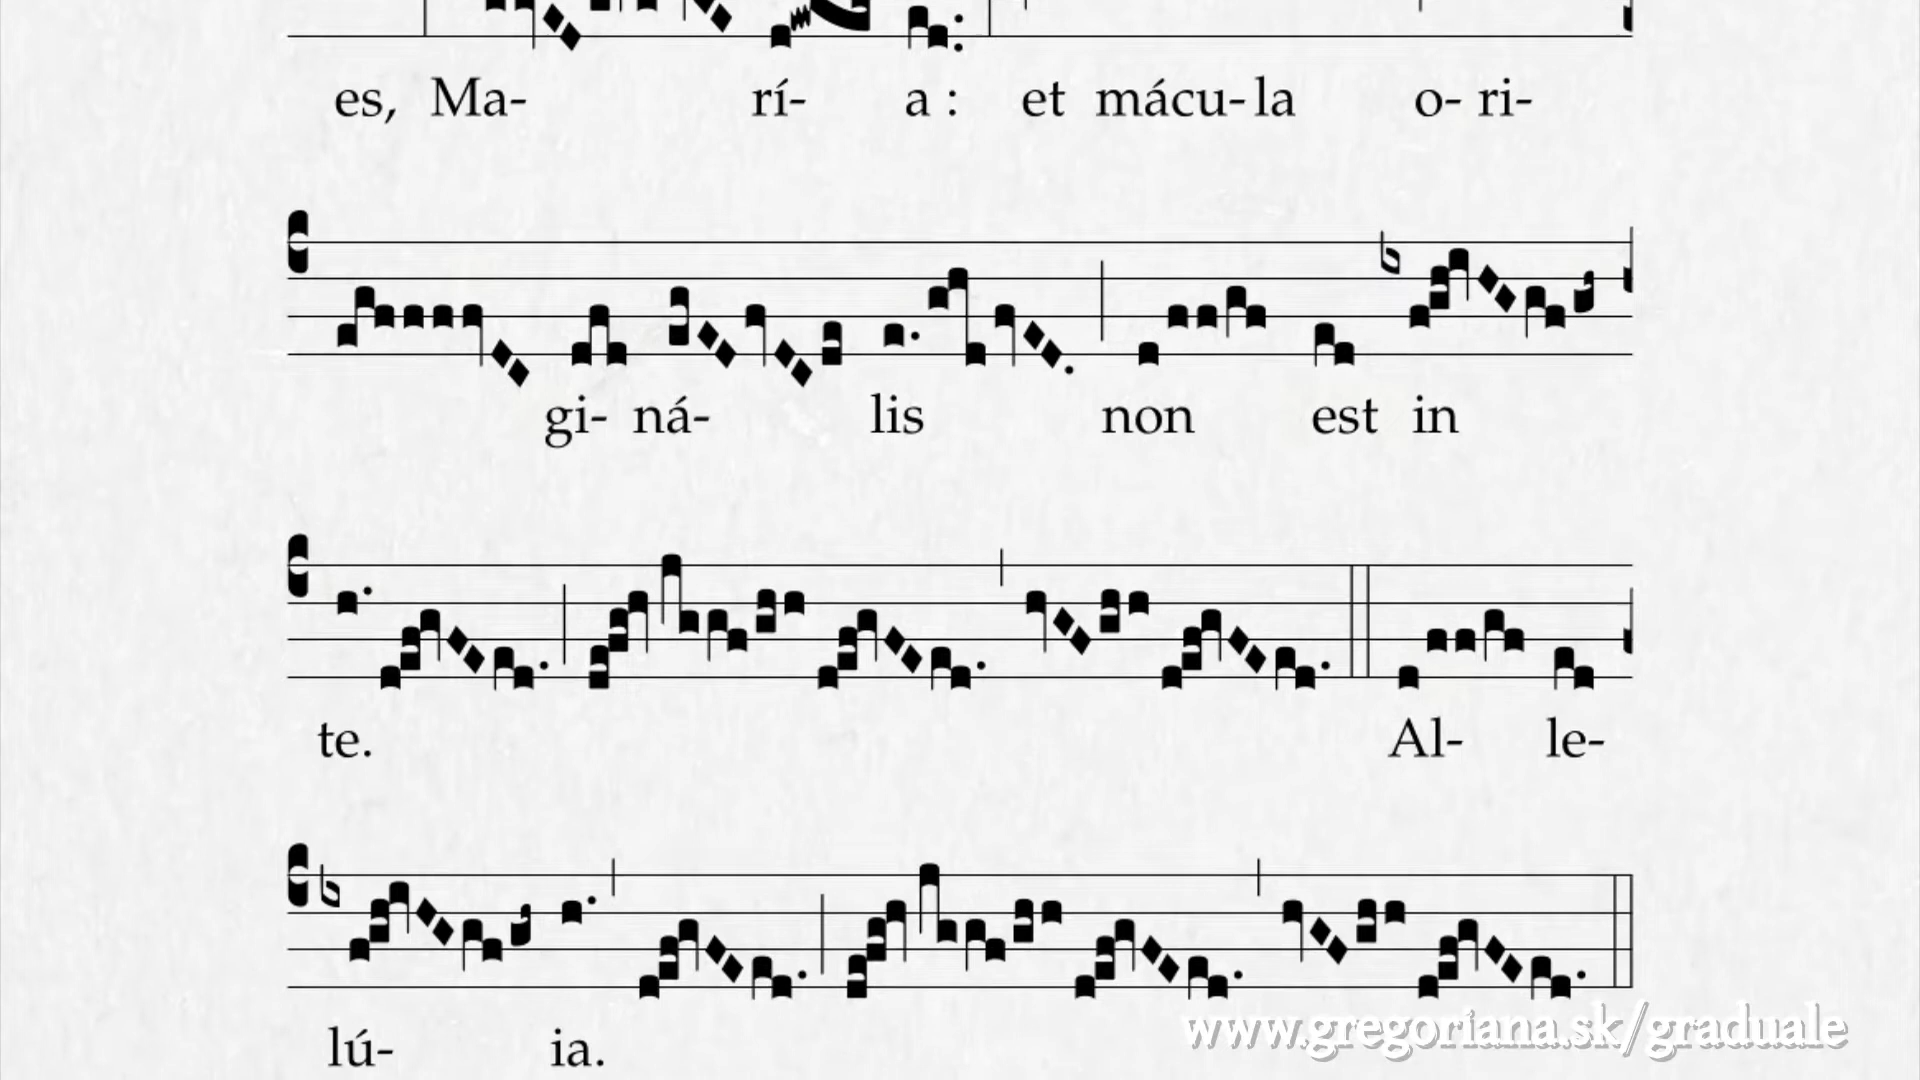 es, Ma- rí- a : et mácu-la o- ri-
gi- ná- lis non est in
te. Al- le-
lú- ia.
www.gregoriana.sk/graduale